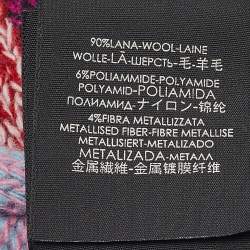 90%LANA-WOOL-LAINE
WOLLE-LÃ-ШЕРСТЬ-毛-羊毛
6%POLIAMMIDE-POLYAMIDE
POLYAMID-POLIAMIDA
ПОЛИАМИД-ナイロン-锦纶
4%FIBRA METALLIZZATA
METALLISED FIBER-FIBRE METALLISE
METALLISIERT-METALIZADO
METALIZADA-МЕТАЛЛ-
金属繊維-金属镀膜纤维